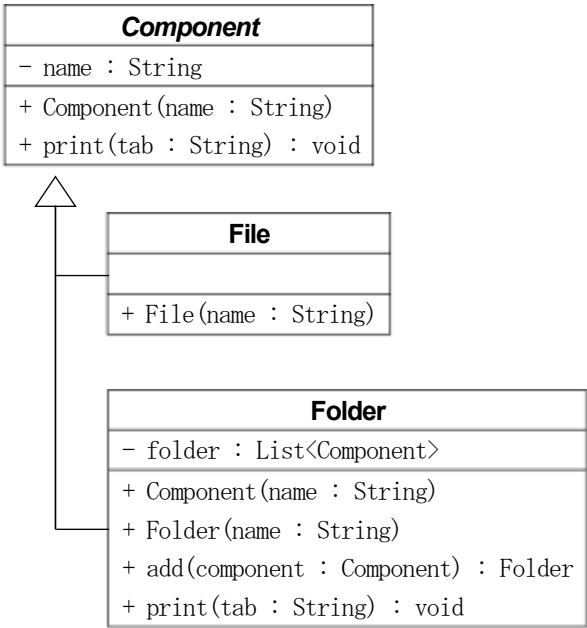 Component
- name : String
+ Component(name : String)
+ print(tab : String) : void
File
+ File(name : String)
Folder
- folder : List<Component>
+ Component(name : String)
+ Folder(name : String)
+ add(component : Component) : Folder
+ print(tab : String) : void